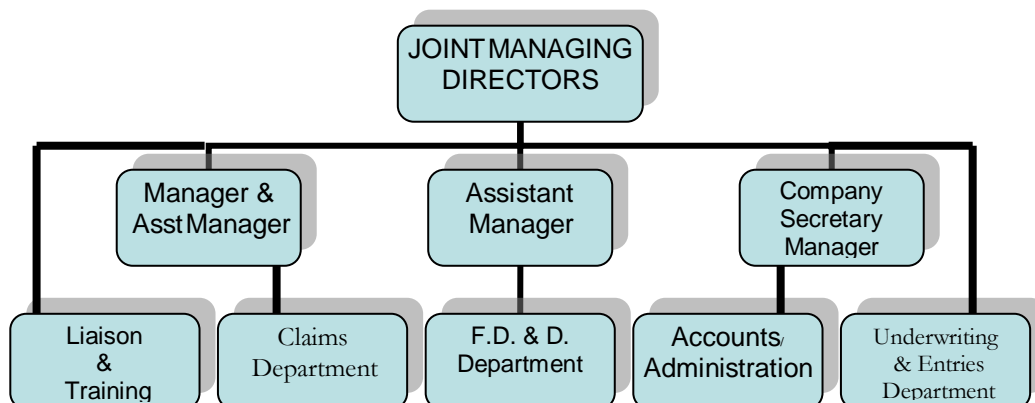 JOINT MANAGING
DIRECTORS
Manager &
Asst Manager
Assistant
Manager
Company
Secretary
Manager
Liaison
&
Training
Claims
Department
F.D. & D.
Department
Accounts/
Administration
Underwriting
& Entries
Department